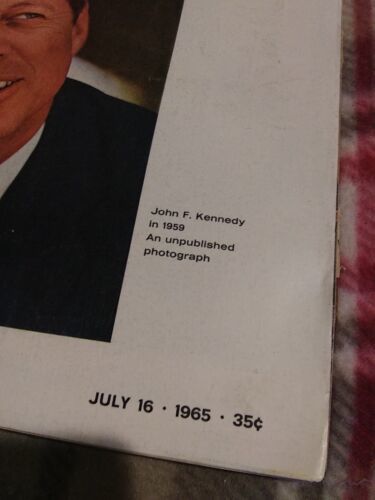 John F. Kennedy
in 1959
An unpublished
photograph
JULY 16 · 1965 · 35¢